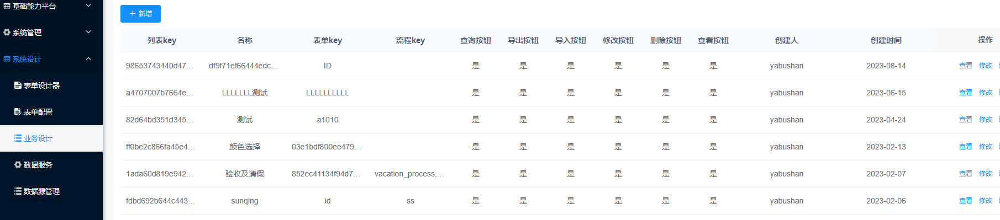 基础能力平台
系统管理
系统设计
表单设计器
表单配置
业务设计
数据服务
数据源管理
+ 新增
列表key 名称 表单key 流程key 查询按钮 导出按钮 导入按钮 修改按钮 删除按钮 查看按钮 创建人 创建时间 操作
98653743440d47... df9f71ef66444edc... ID 是 是 是 是 是 是 yabushan 2023-08-14 查看 修改
a4707007b7664e... LLLLLLL测试 LLLLLLLLLL 是 是 是 是 是 是 yabushan 2023-06-15 查看 修改
82d64bd351d345... 测试 a1010 是 是 是 是 是 是 yabushan 2023-04-24 查看 修改
ff0be2c866fa45e4... 颜色选择 03e1bdf800ee479... 是 是 是 是 是 是 yabushan 2023-02-13 查看 修改
1ada60d819e942... 验收及请假 852ec41134f94d7... vacation_process,... 是 是 是 是 是 是 yabushan 2023-02-07 查看 修改
fdbd692b644c443... sunqing id ss 是 是 是 是 是 是 yabushan 2023-02-06 查看 修改